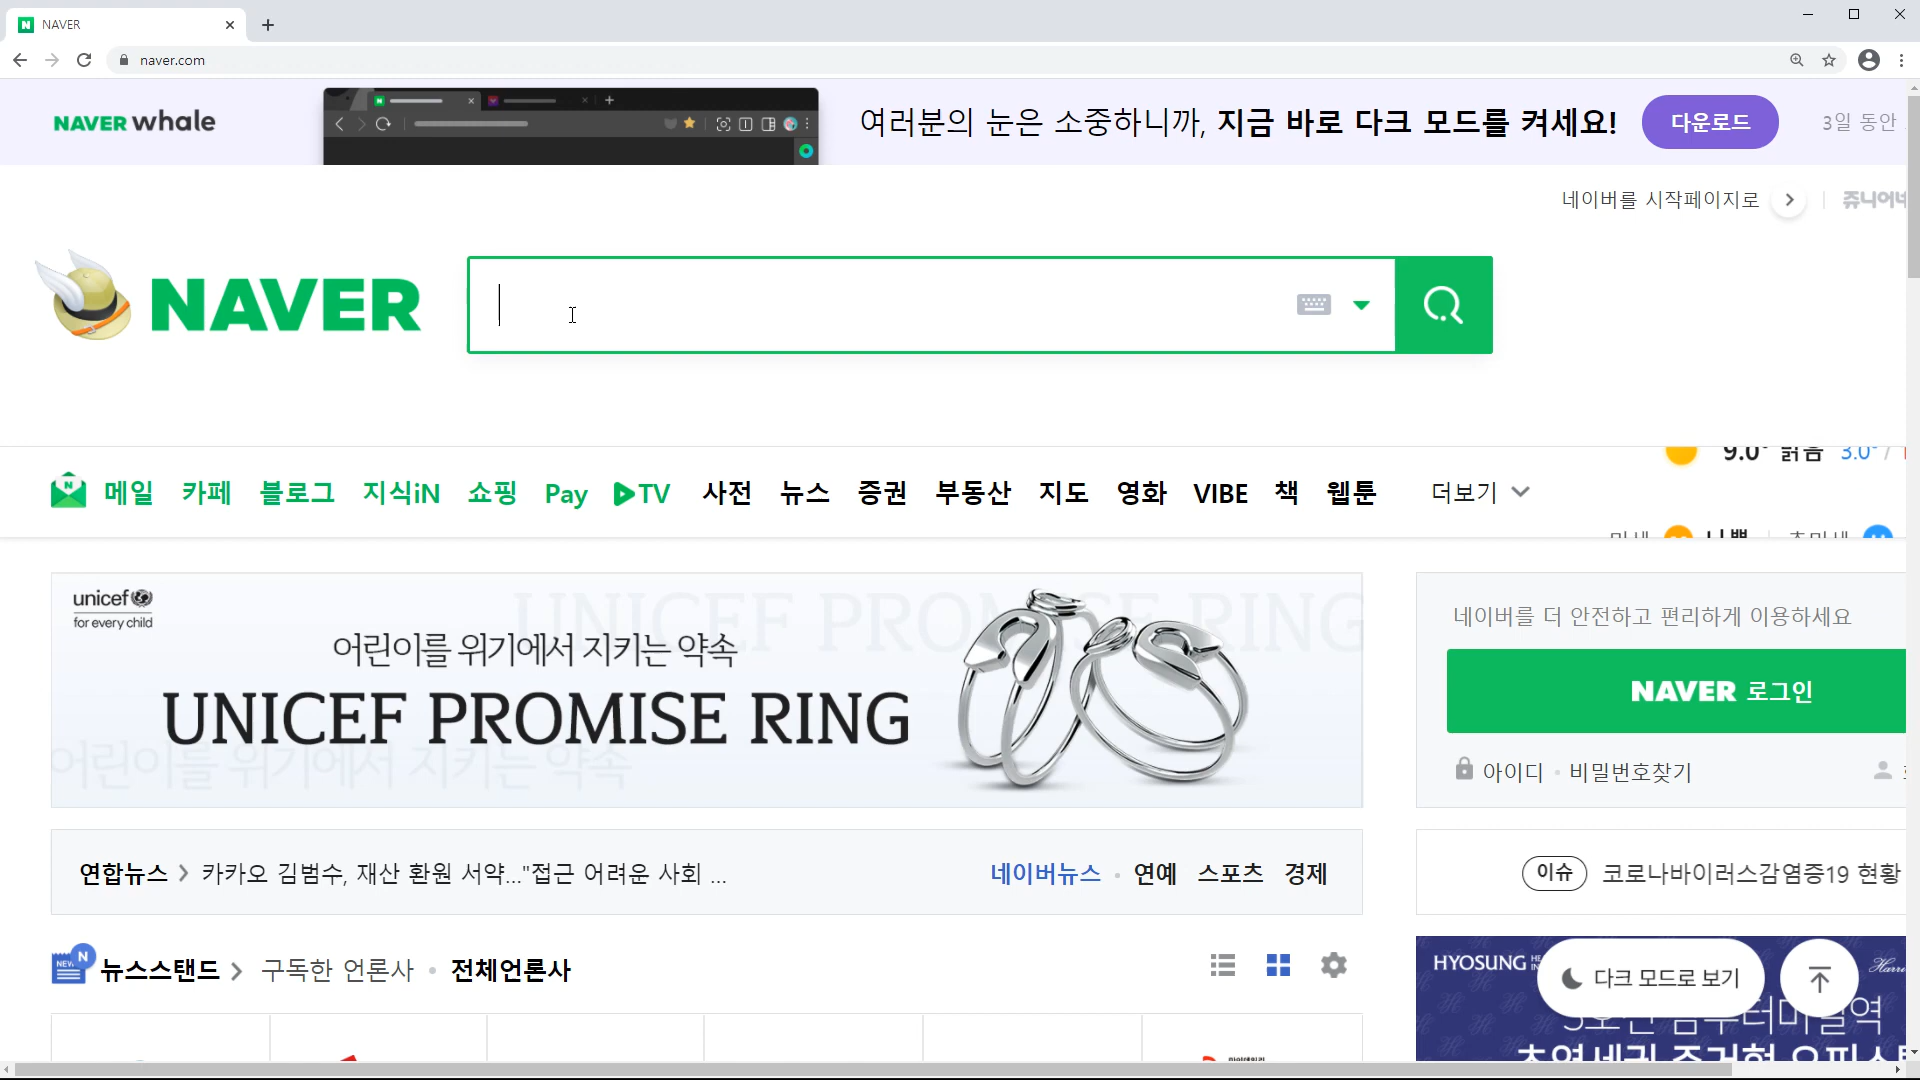 NAVER
naver.com
NAVER whale
여러분의 눈은 소중하니까, 지금 바로 다크 모드를 켜세요!
다운로드
3일 동안
네이버를 시작페이지로
쥬니어네
NAVER
9.0° 맑음 3.0° /
메일 카페 블로그 지식iN 쇼핑 Pay TV 사전 뉴스 증권 부동산 지도 영화 VIBE 책 웹툰 더보기
unicef
for every child
UNICEF PROMISE RING
어린이를 위기에서 지키는 약속
UNICEF PROMISE RING
어린이를 위기에서 지키는 약속
네이버를 더 안전하고 편리하게 이용하세요
NAVER 로그인
아이디 · 비밀번호찾기
연합뉴스 > 카카오 김범수, 재산 환원 서약..."접근 어려운 사회 ...
네이버뉴스 · 연예 스포츠 경제
이슈 코로나바이러스감염증19 현황
NEW N 뉴스스탠드 > 구독한 언론사 · 전체언론사
HYOSUNG
다크 모드로 보기